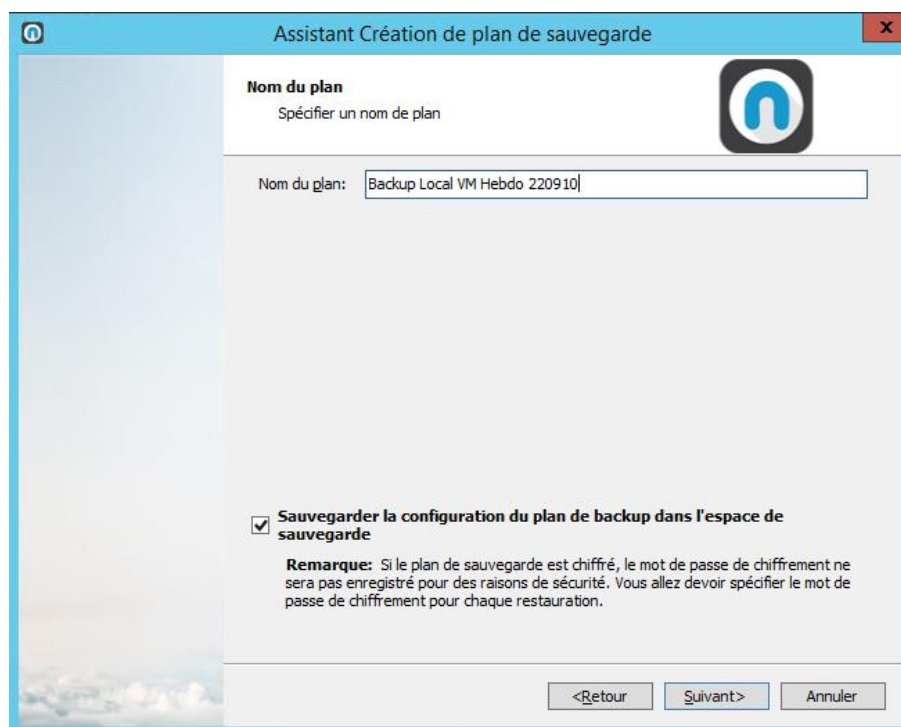 Assistant Création de plan de sauvegarde
x
Nom du plan
Spécifier un nom de plan
Nom du plan: Backup Local VM Hebdo 220910
Sauvegarder la configuration du plan de backup dans l'espace de
sauvegarde
Remarque: Si le plan de sauvegarde est chiffré, le mot de passe de chiffrement ne
sera pas enregistré pour des raisons de sécurité. Vous allez devoir spécifier le mot de
passe de chiffrement pour chaque restauration.
<Retour Suivant> Annuler